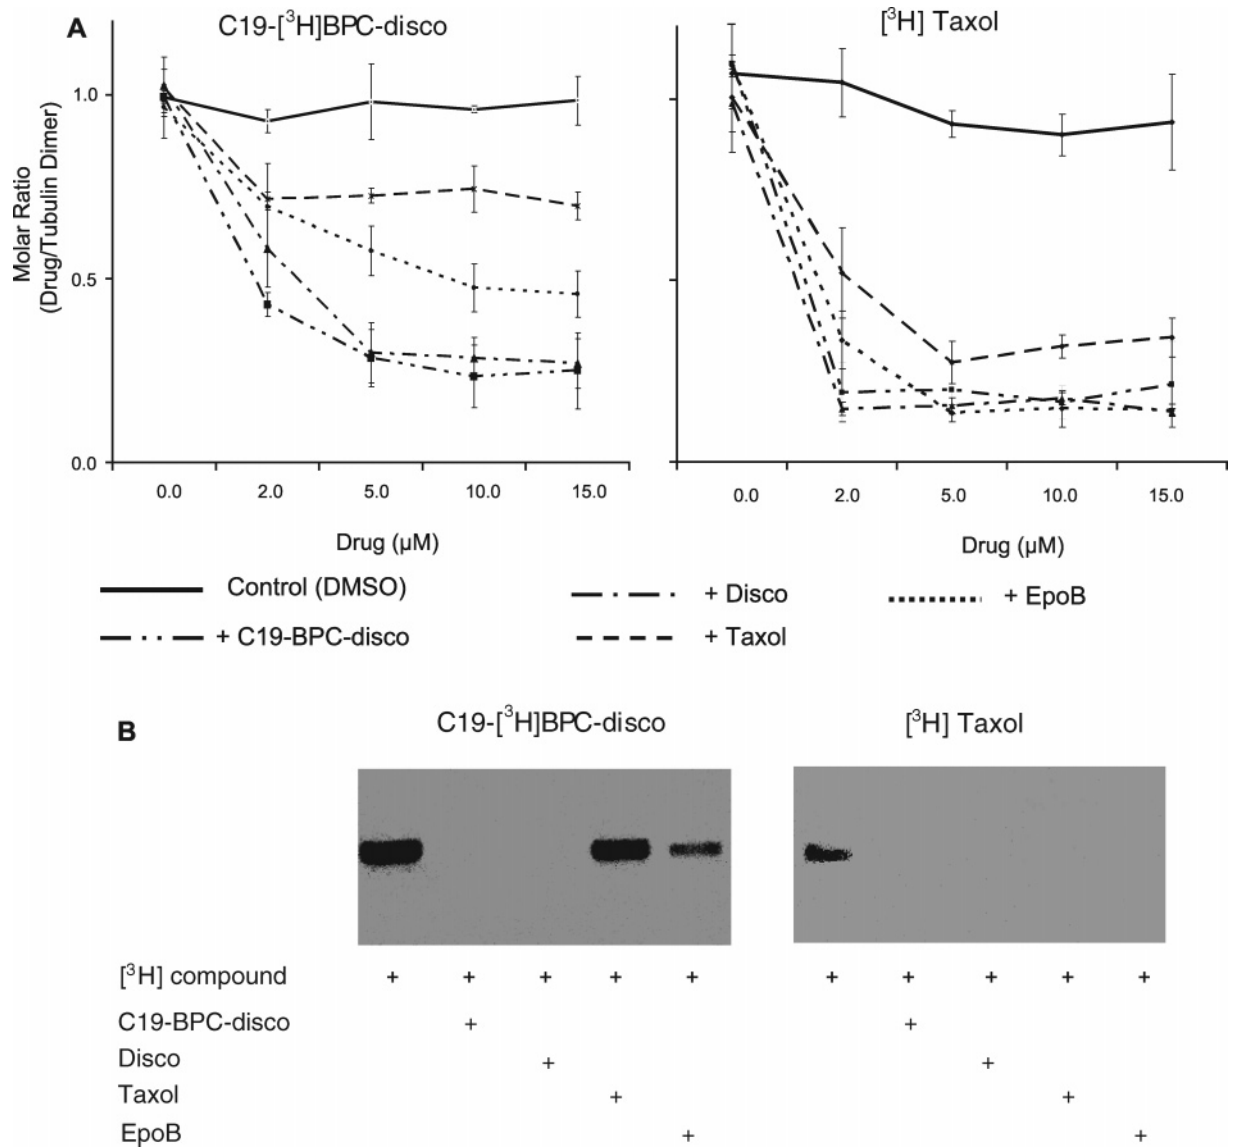 A
C19-[³H]BPC-disco
[³H] Taxol
Molar Ratio
(Drug/Tubulin Dimer)
1.0
0.5
0.0
0.0 2.0 5.0 10.0 15.0
0.0 2.0 5.0 10.0 15.0
Drug (µM)
Drug (µM)
Control (DMSO)
+ Disco
+ EpoB
+ C19-BPC-disco
+ Taxol
B
C19-[³H]BPC-disco
[³H] Taxol
[³H] compound + + + + + + + + + +
C19-BPC-disco + +
Disco + +
Taxol + +
EpoB + +